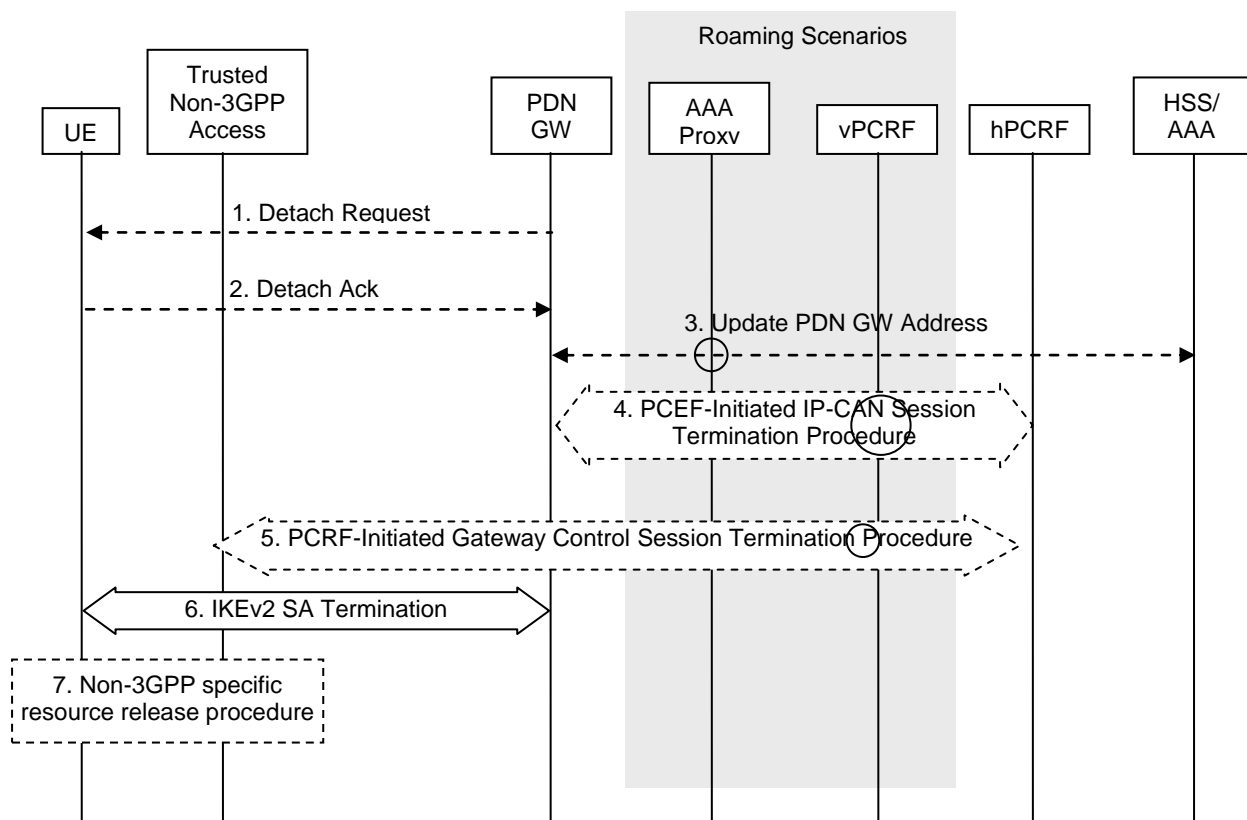 Roaming Scenarios
UE
Trusted
Non-3GPP
Access
PDN
GW
AAA
Proxy
vPCRF
hPCRF
HSS/
AAA
1. Detach Request
2. Detach Ack
3. Update PDN GW Address
4. PCEF-Initiated IP-CAN Session
Termination Procedure
5. PCRF-Initiated Gateway Control Session Termination Procedure
6. IKEv2 SA Termination
7. Non-3GPP specific
resource release procedure